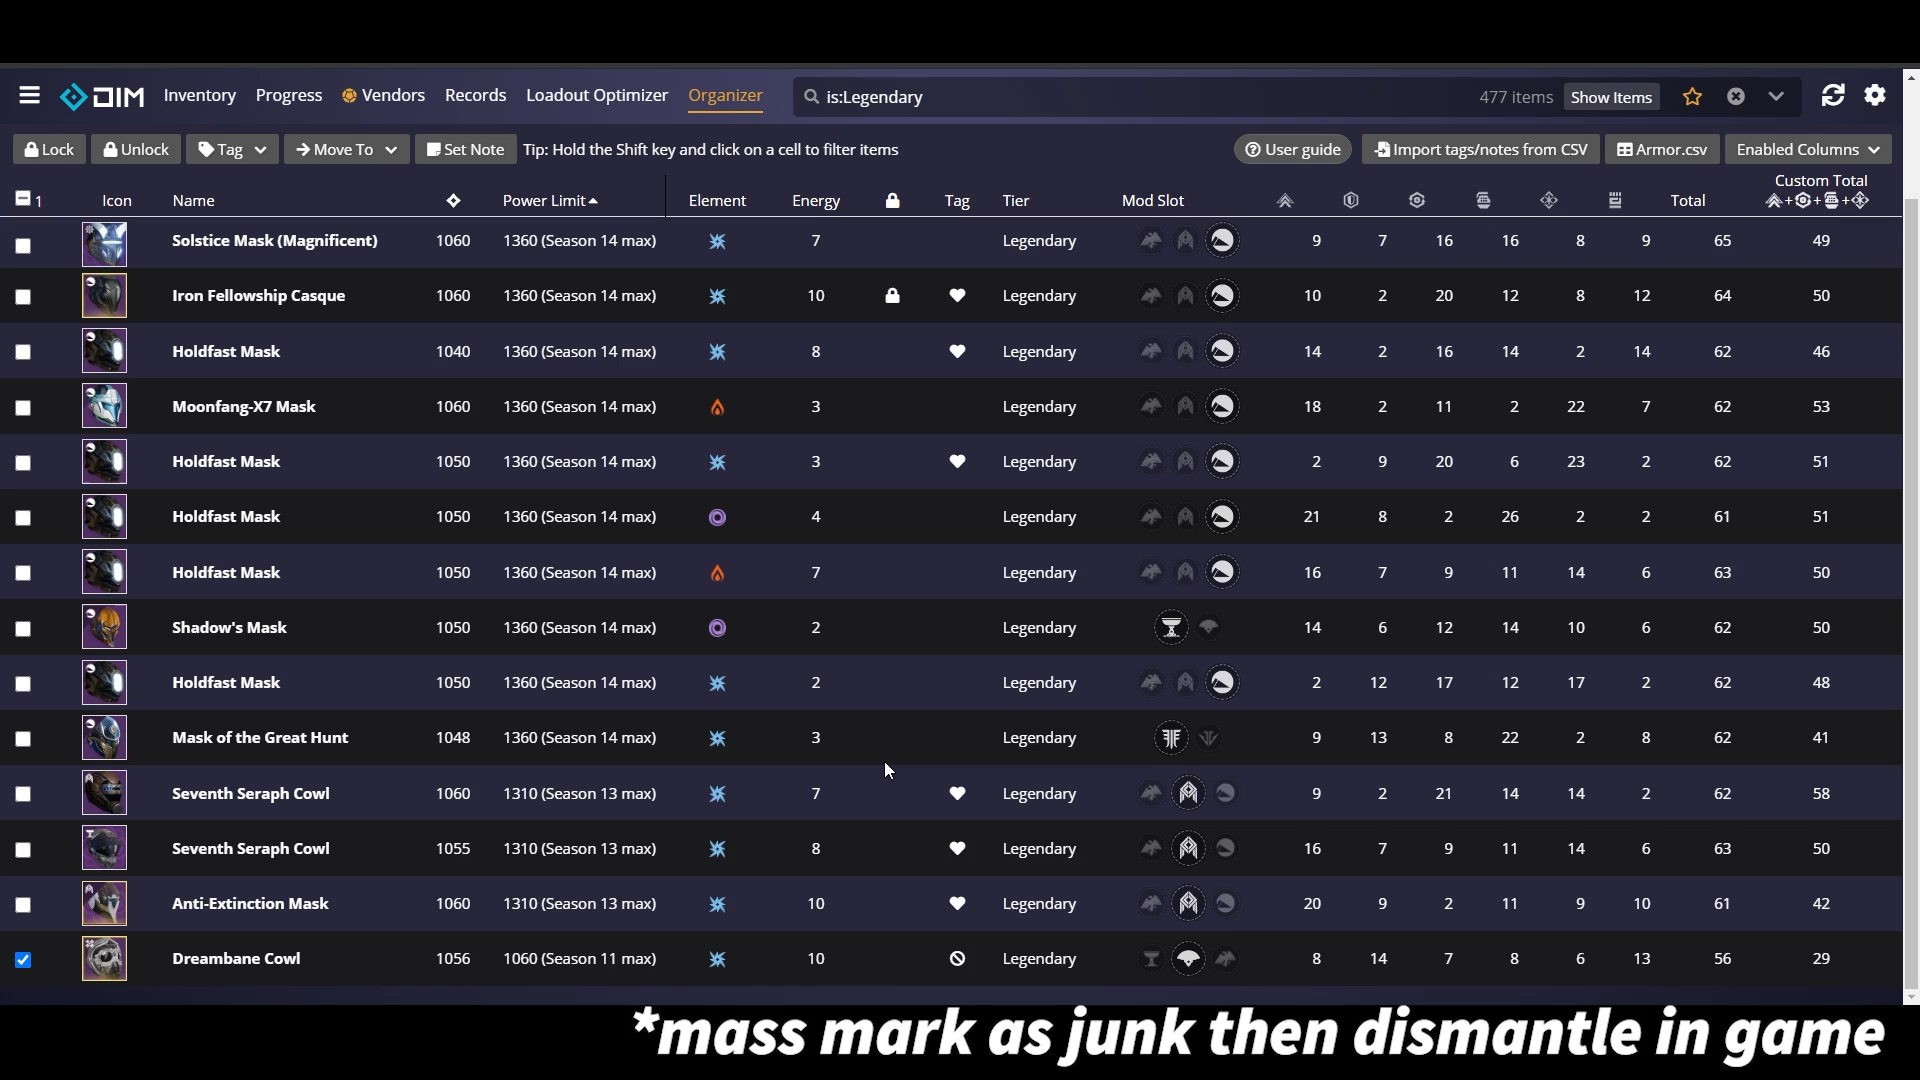 DIM Inventory Progress Vendors Records Loadout Optimizer Organizer is:Legendary 477 items Show Items
Lock Unlock Tag Move To Set Note Tip: Hold the Shift key and click on a cell to filter items User guide Import tags/notes from CSV Armor.csv Enabled Columns
Custom Total
1 Icon Name Power Limit Element Energy Tag Tier Mod Slot Total + + +
Solstice Mask (Magnificent) 1060 1360 (Season 14 max) 7 Legendary 9 7 16 16 8 9 65 49
Iron Fellowship Casque 1060 1360 (Season 14 max) 10 Legendary 10 2 20 12 8 12 64 50
Holdfast Mask 1040 1360 (Season 14 max) 8 Legendary 14 2 16 14 2 14 62 46
Moonfang-X7 Mask 1060 1360 (Season 14 max) 3 Legendary 18 2 11 2 22 7 62 53
Holdfast Mask 1050 1360 (Season 14 max) 3 Legendary 2 9 20 6 23 2 62 51
Holdfast Mask 1050 1360 (Season 14 max) 4 Legendary 21 8 2 26 2 2 61 51
Holdfast Mask 1050 1360 (Season 14 max) 7 Legendary 16 7 9 11 14 6 63 50
Shadow's Mask 1050 1360 (Season 14 max) 2 Legendary 14 6 12 14 10 6 62 50
Holdfast Mask 1050 1360 (Season 14 max) 2 Legendary 2 12 17 12 17 2 62 48
Mask of the Great Hunt 1048 1360 (Season 14 max) 3 Legendary 9 13 8 22 2 8 62 41
Seventh Seraph Cowl 1060 1310 (Season 13 max) 7 Legendary 9 2 21 14 14 2 62 58
Seventh Seraph Cowl 1055 1310 (Season 13 max) 8 Legendary 16 7 9 11 14 6 63 50
Anti-Extinction Mask 1060 1310 (Season 13 max) 10 Legendary 20 9 2 11 9 10 61 42
Dreambane Cowl 1056 1060 (Season 11 max) 10 Legendary 8 14 7 8 6 13 56 29
*mass mark as junk then dismantle in game